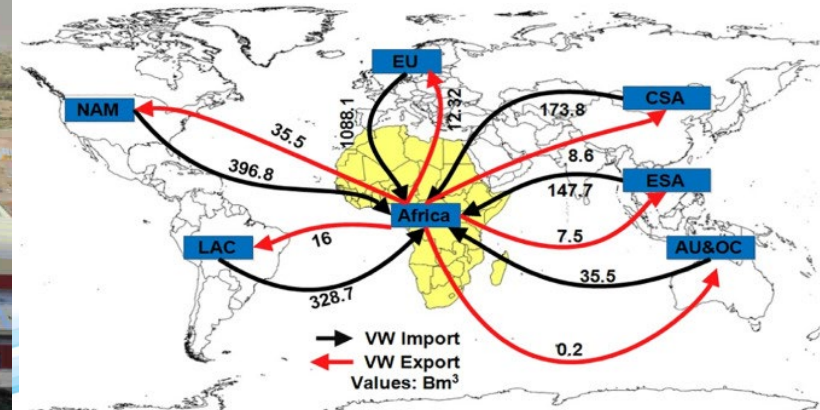 EU
NAM
CSA
1088.1
12.32
173.8
35.5
8.6
396.8
ESA
147.7
Africa
7.5
16
LAC
AU&OC
35.5
328.7
VW Import
0.2
VW Export
Values: Bm³